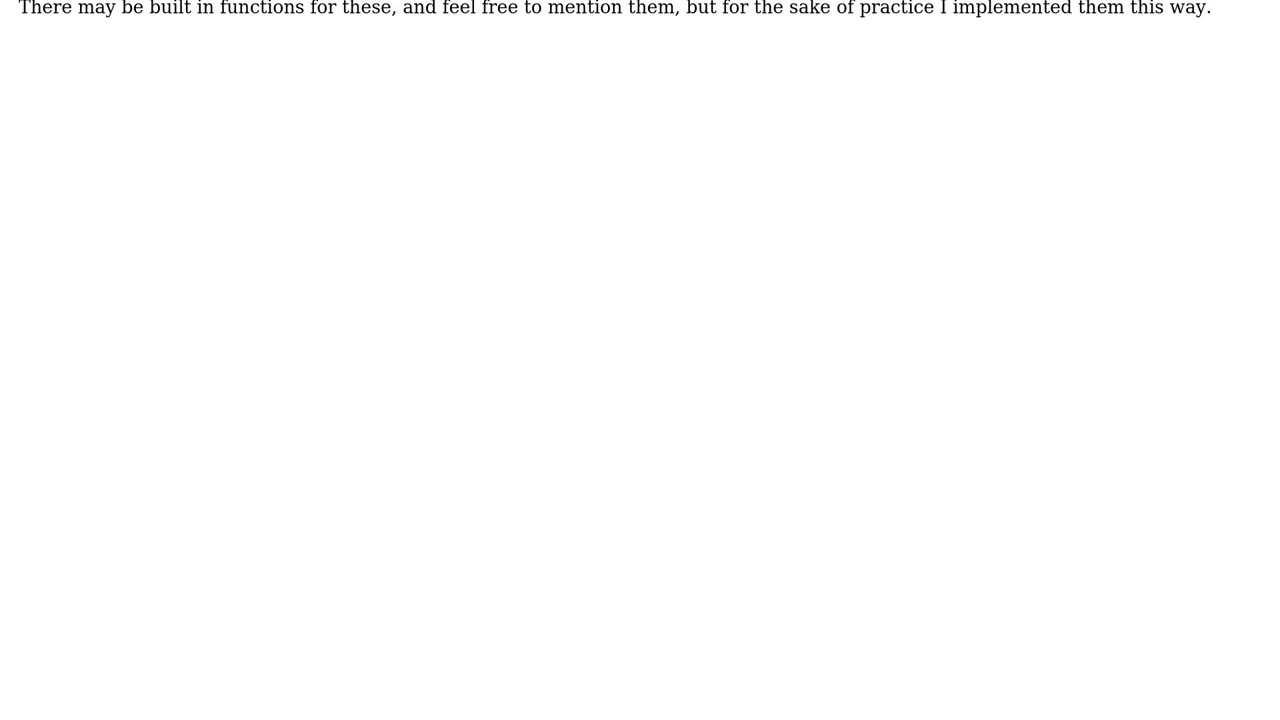 There may be built in functions for these, and feel free to mention them, but for the sake of practice I implemented them this way.